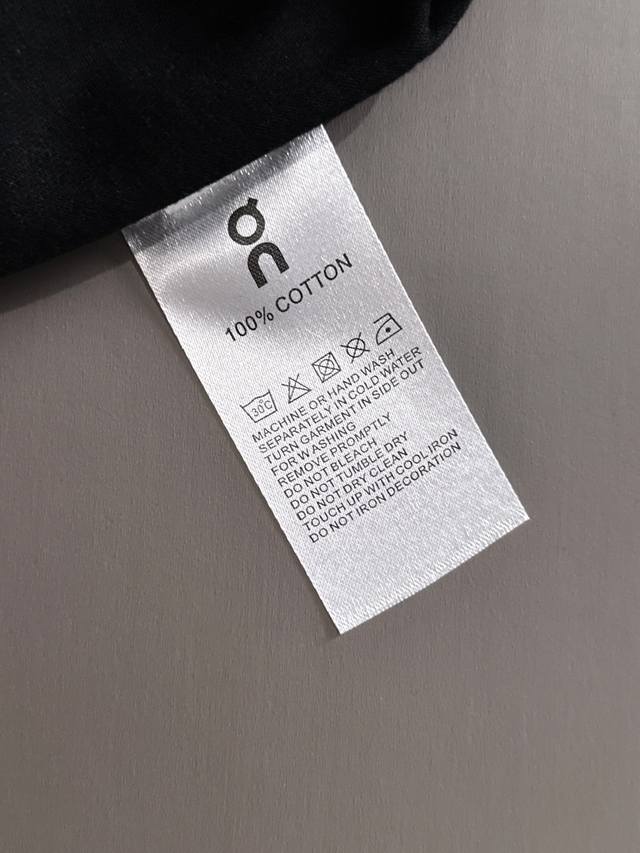 on
100% COTTON
30°C
MACHINE OR HAND WASH
SEPARATELY IN COLD WATER
TURN GARMENT IN SIDE OUT
FOR WASHING
REMOVE PROMPTLY
DO NOT BLEACH
DO NOT TUMBLE DRY
DO NOT DRY CLEAN
TOUCH UP WITH COOL IRON
DO NOT IRON DECORATION